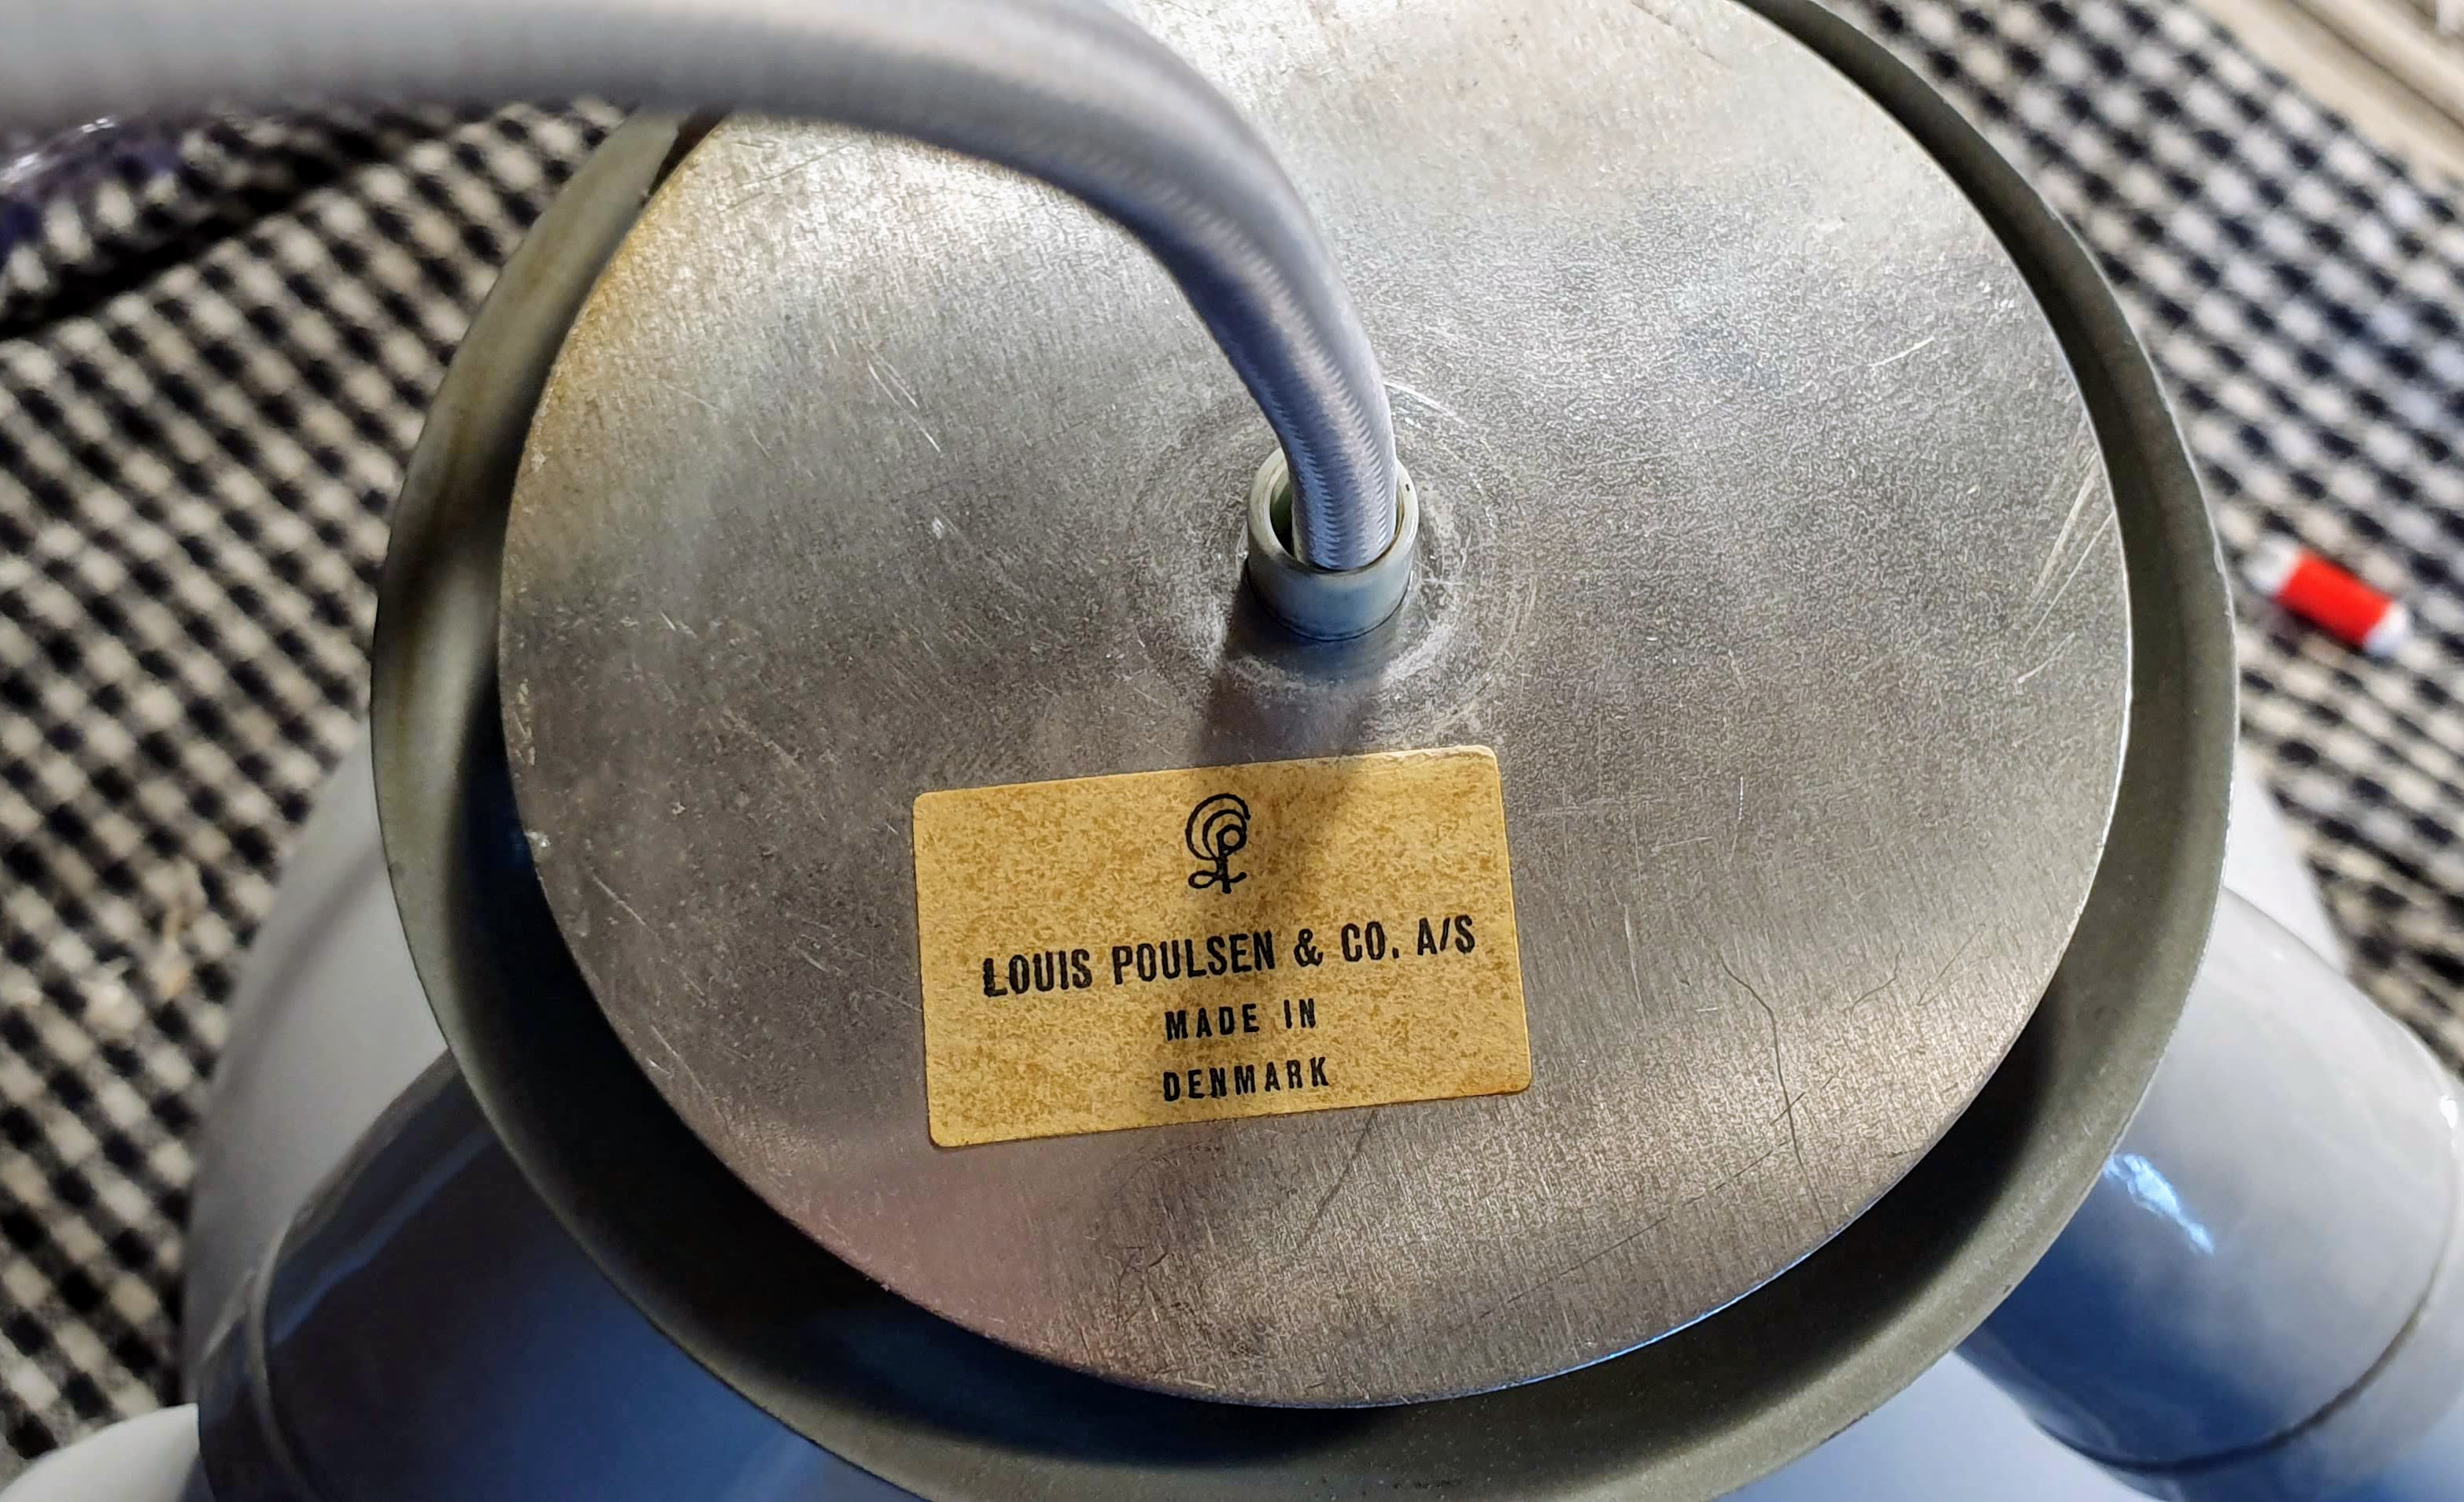 LOUIS POULSEN & CO. A/S
MADE IN
DENMARK